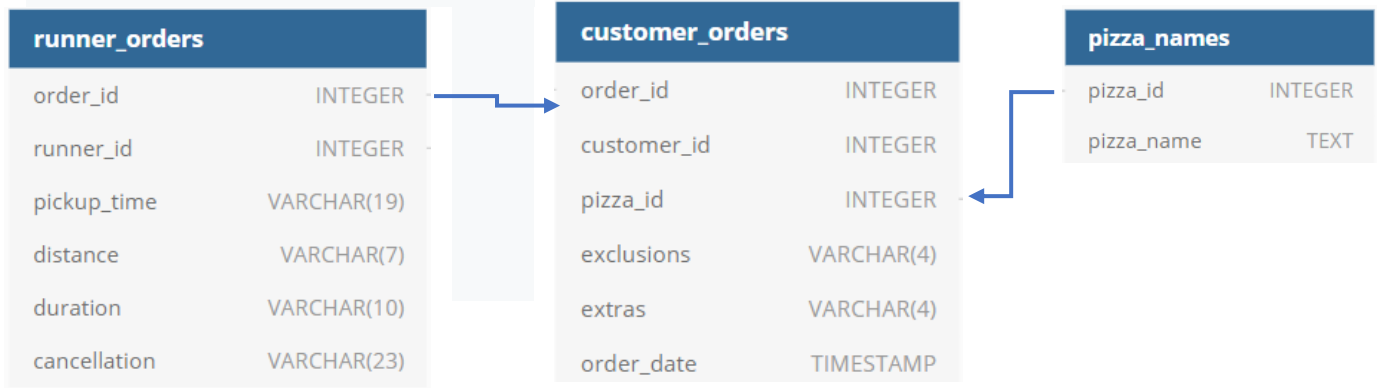 runner_orders
order_id INTEGER
runner_id INTEGER
pickup_time VARCHAR(19)
distance VARCHAR(7)
duration VARCHAR(10)
cancellation VARCHAR(23)
customer_orders
order_id INTEGER
customer_id INTEGER
pizza_id INTEGER
exclusions VARCHAR(4)
extras VARCHAR(4)
order_date TIMESTAMP
pizza_names
pizza_id INTEGER
pizza_name TEXT